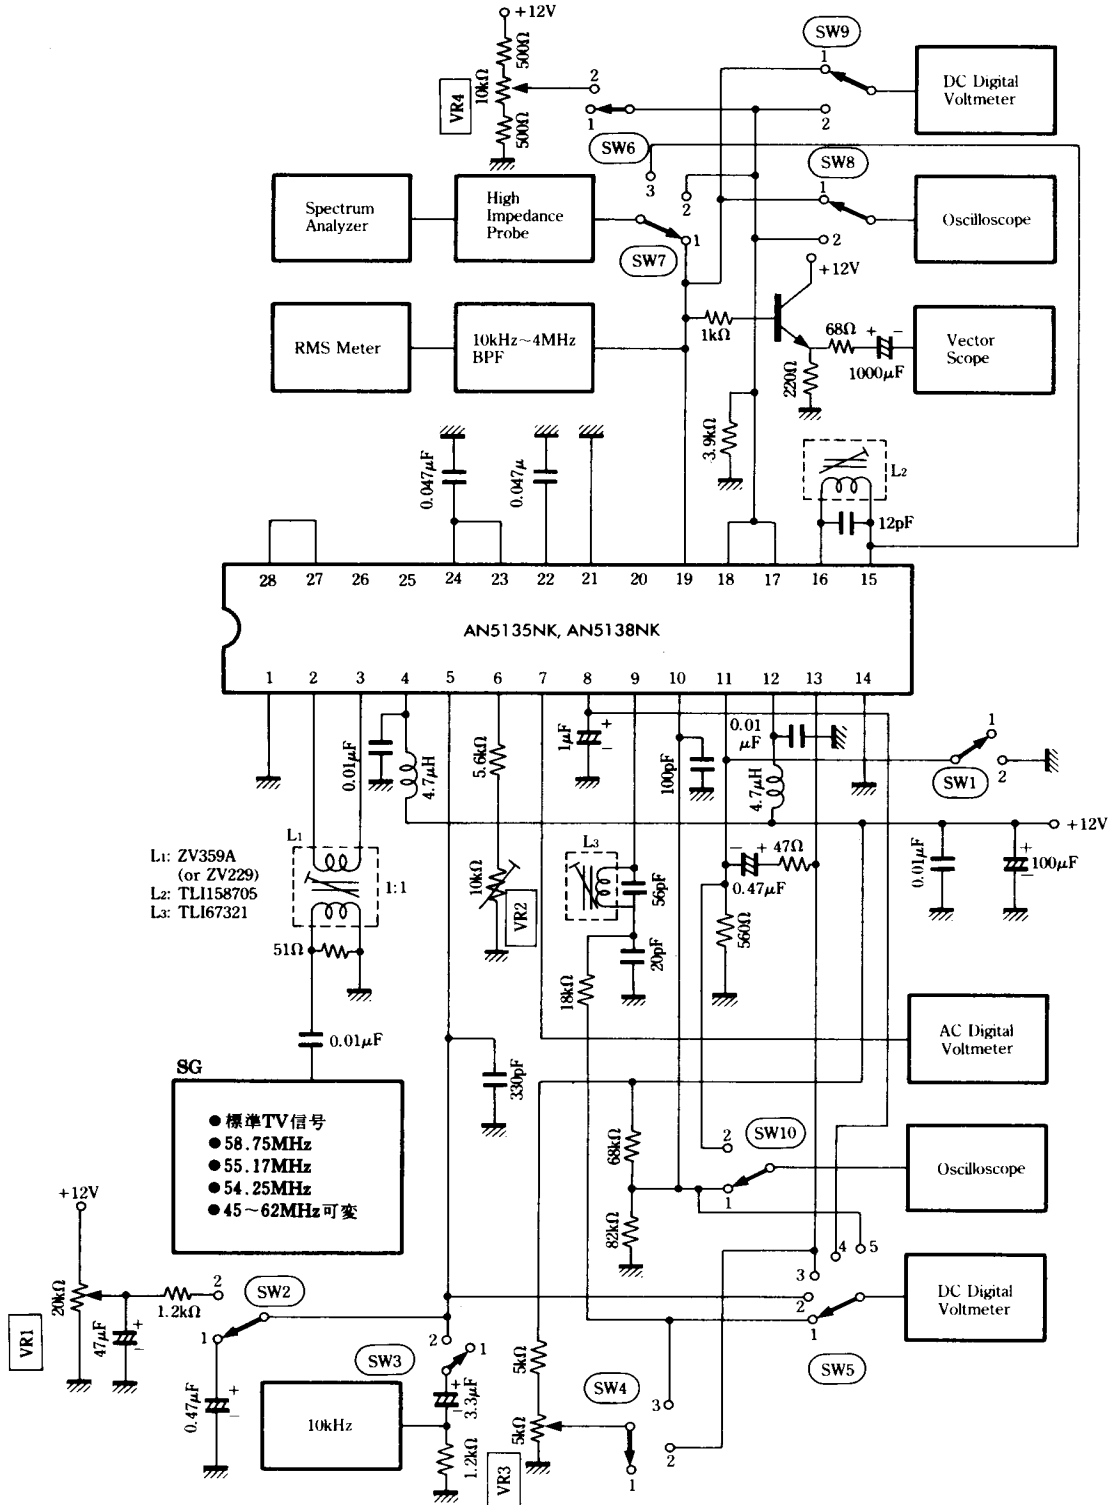 +12V
500Ω
10kΩ
500Ω
VR4
2
1
SW6
3
SW9
1
2
DC Digital
Voltmeter
SW8
1
2
Oscilloscope
Spectrum
Analyzer
High
Impedance
Probe
2
1
SW7
+12V
RMS Meter
10kHz~4MHz
BPF
1kΩ
68Ω
+
-
1000μF
220Ω
Vector
Scope
0.047μF
0.047μ
3.9kΩ
L2
12pF
28 27 26 25 24 23 22 21 20 19 18 17 16 15
AN5135NK, AN5138NK
1 2 3 4 5 6 7 8 9 10 11 12 13 14
0.01μF
4.7μH
5.6kΩ
1μF
+
-
100pF
0.01
μF
4.7μH
1
SW1
2
+12V
L1: ZV359A
(or ZV229)
L2: TLI158705
L3: TLI67321
L1
1:1
51Ω
10kΩ
VR2
L3
56pF
20pF
18kΩ
-
+
47Ω
0.47μF
560Ω
0.01μF
+
-
100μF
0.01μF
330pF
AC Digital
Voltmeter
SG
●標準TV信号
●58.75MHz
●55.17MHz
●54.25MHz
●45~62MHz可変
68kΩ
82kΩ
2
SW10
1
Oscilloscope
4
5
3
2
1
SW5
DC Digital
Voltmeter
+12V
20kΩ
VR1
47μF
+
-
1.2kΩ
2
SW2
1
0.47μF
+
-
2
SW3
1
+
3.3μF
-
10kHz
1.2kΩ
5kΩ
5kΩ
VR3
SW4
3
2
1